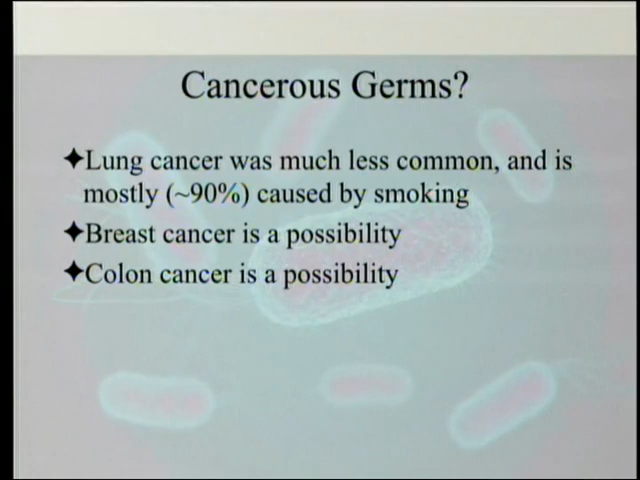 Cancerous Germs?
✦Lung cancer was much less common, and is
mostly (~90%) caused by smoking
✦Breast cancer is a possibility
✦Colon cancer is a possibility